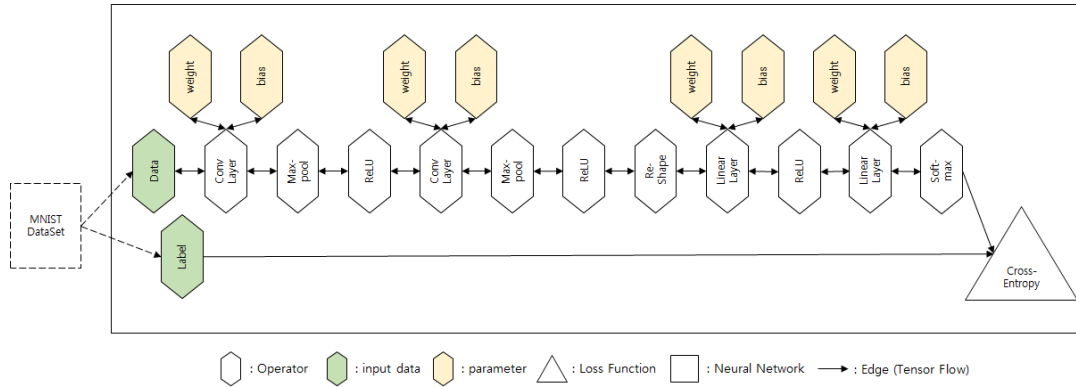 weight
bias
weight
bias
weight
bias
weight
bias
Data
Conv
Layer
Max-
pool
ReLU
Conv
Layer
Max-
pool
ReLU
Re-
Shape
Linear
Layer
ReLU
Linear
Layer
Soft-
max
MNIST
DataSet
Label
Cross-
Entropy
: Operator
: input data
: parameter
: Loss Function
: Neural Network
: Edge (Tensor Flow)